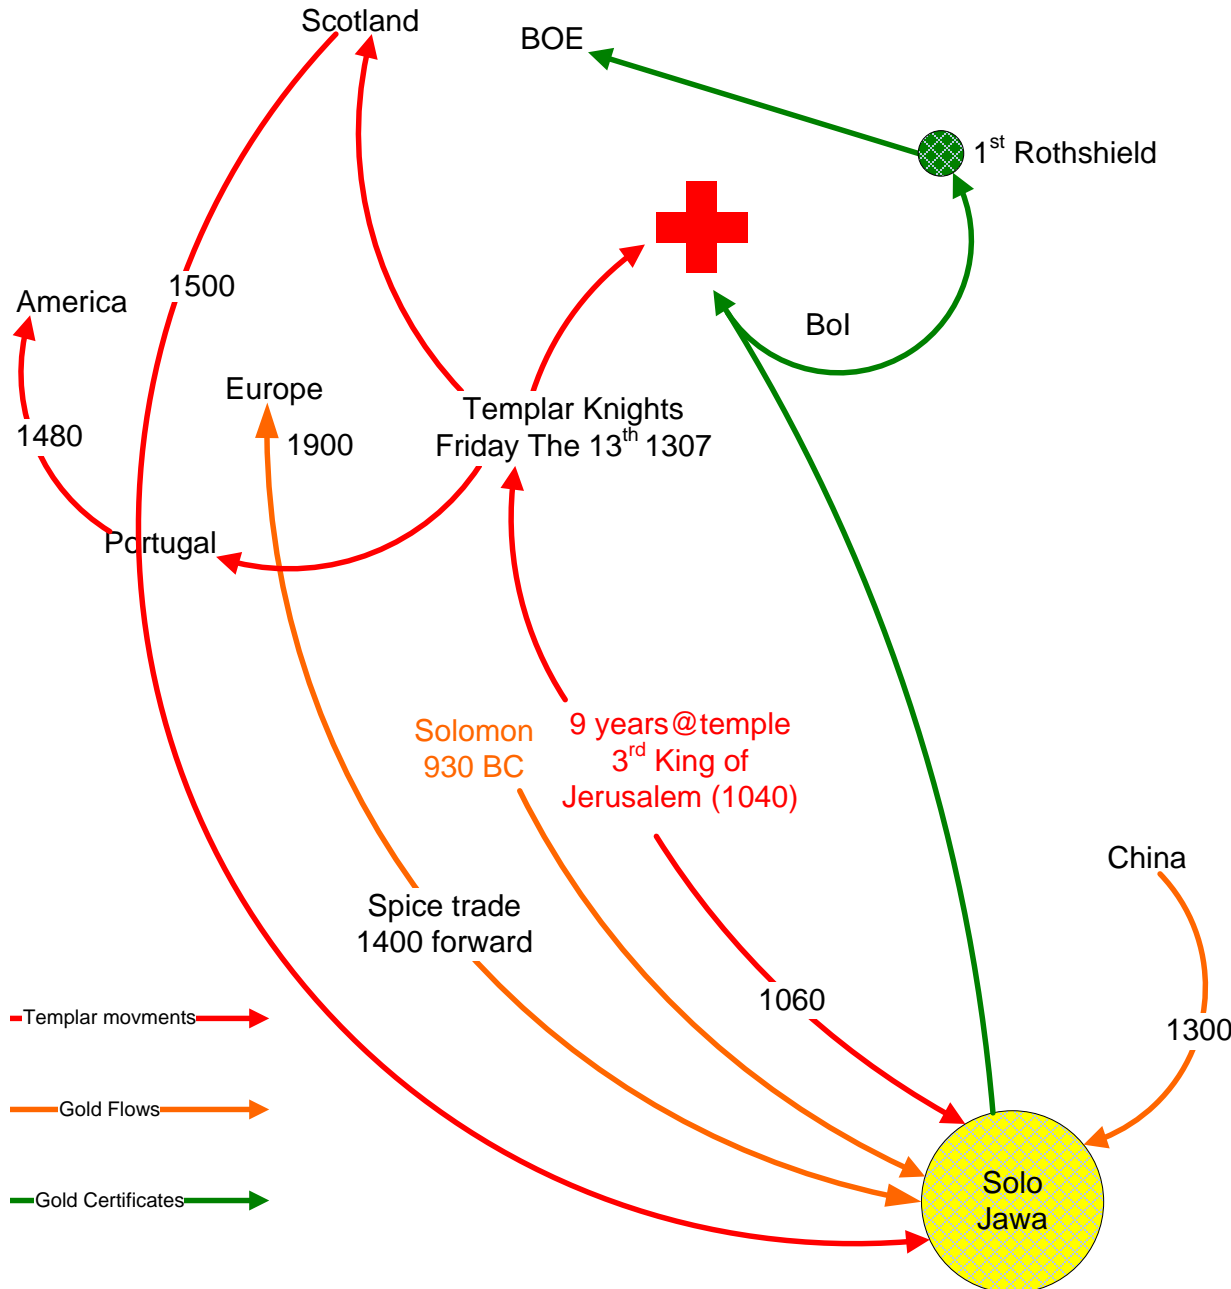 Scotland
BOE
1st Rothshield
1500
America
BoI
Europe
1900
Templar Knights
Friday The 13th 1307
1480
Portugal
Solomon
930 BC
9 years@temple
3rd King of
Jerusalem (1040)
China
Spice trade
1400 forward
1060
1300
Templar movments
Gold Flows
Gold Certificates
Solo
Jawa